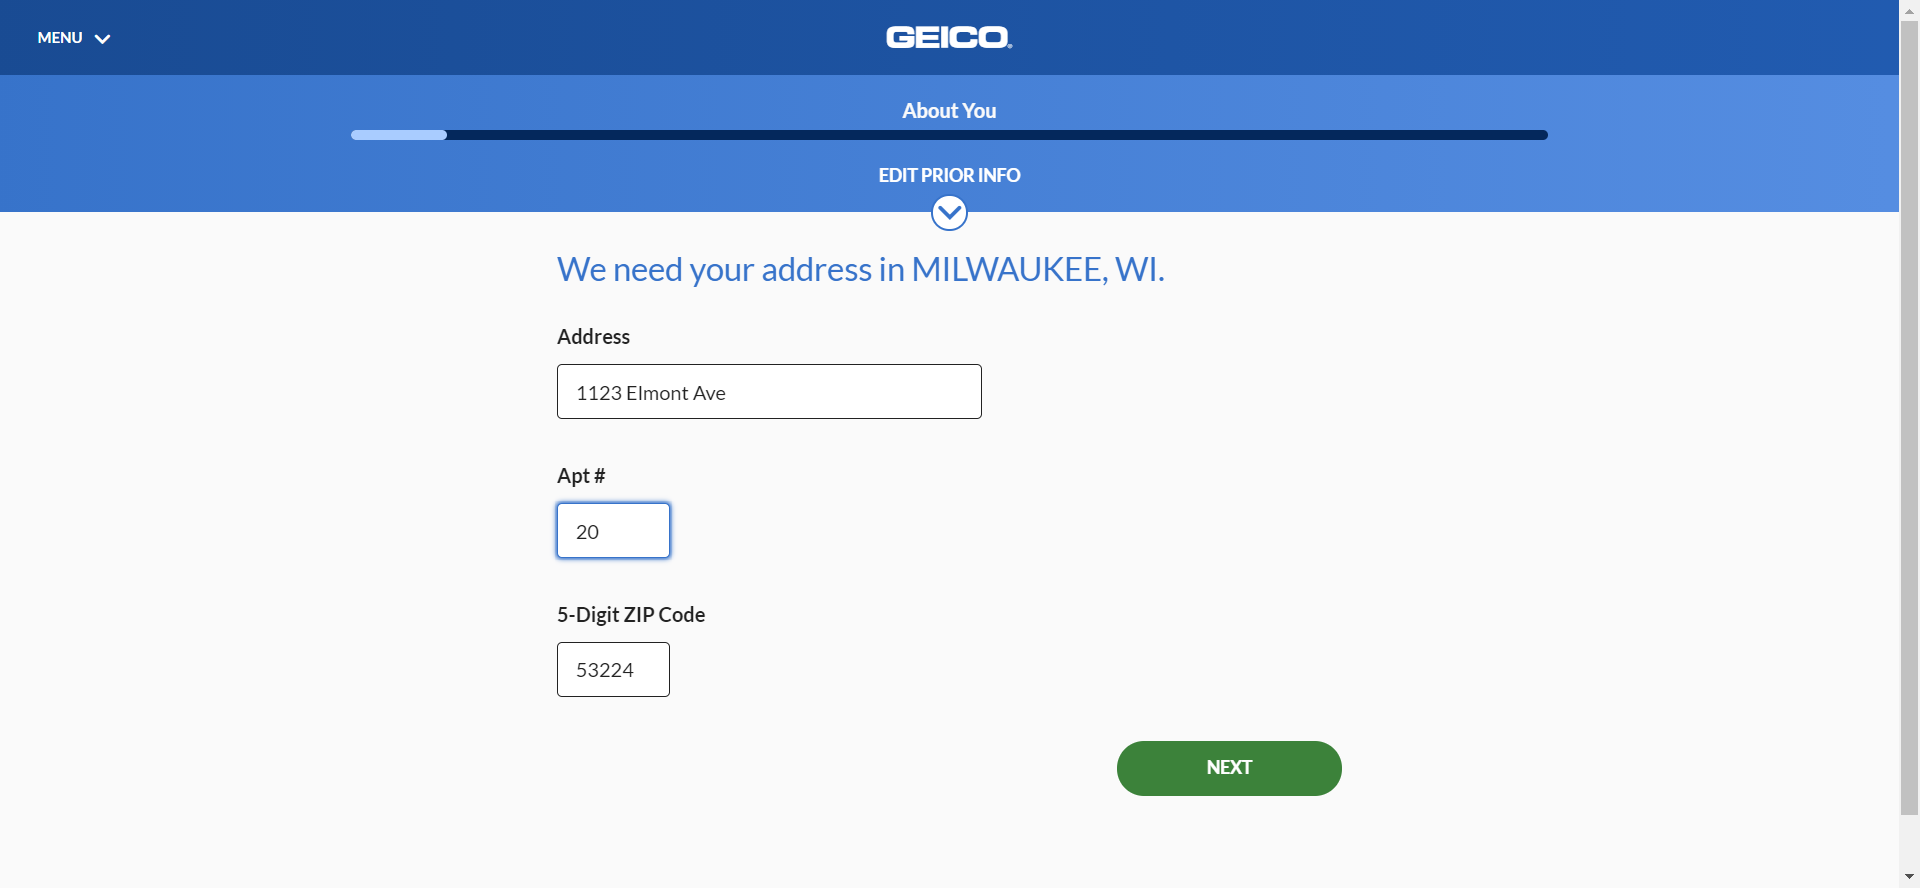 MENU
GEICO
About You
EDIT PRIOR INFO
We need your address in MILWAUKEE, WI.
Address
1123 Elmont Ave
Apt #
20
5-Digit ZIP Code
53224
NEXT